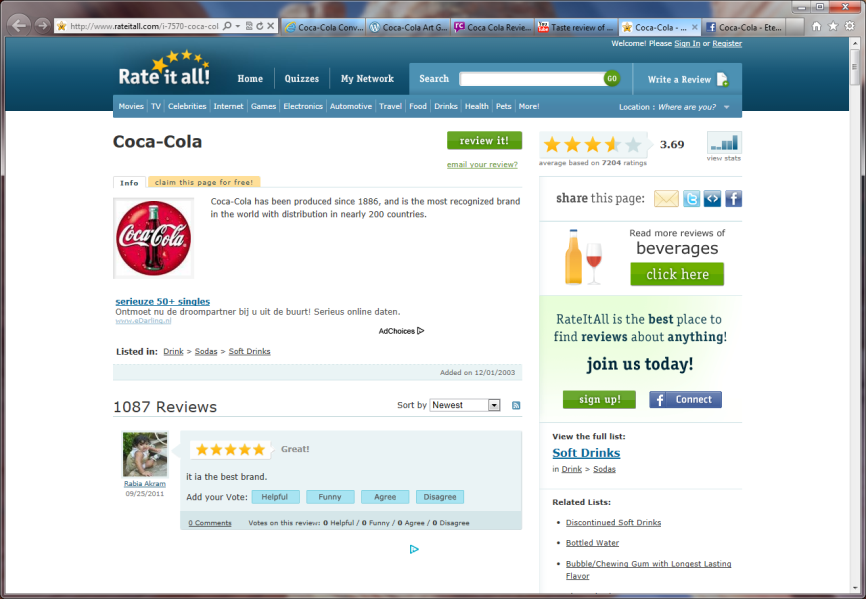 http://www.rateitall.com/i-7570-coca-col
Coca-Cola Conv...
Coca-Cola Art G...
Coca Cola Revie...
Taste review of ...
Coca-Cola - ...
Coca-Cola - Ete...
Welcome! Please Sign In or Register
Rate it all!
Home
Quizzes
My Network
Search
GO
Write a Review
Movies | TV | Celebrities | Internet | Games | Electronics | Automotive | Travel | Food | Drinks | Health | Pets | More!
Location : Where are you?
Coca-Cola
review it!
email your review?
3.69
average based on 7204 ratings
view stats
Info
claim this page for free!
Coca-Cola
Coca-Cola has been produced since 1886, and is the most recognized brand
in the world with distribution in nearly 200 countries.
share this page:
Read more reviews of
beverages
click here
serieuze 50+ singles
Ontmoet nu de droompartner bij u uit de buurt! Serieus online daten.
www.eDarling.nl
AdChoices
Listed in: Drink > Sodas > Soft Drinks
Added on 12/01/2003
RateItAll is the best place to
find reviews about anything!
join us today!
sign up!
Connect
1087 Reviews
Sort by Newest
Great!
it ia the best brand.
Rabia Akram
09/25/2011
Add your Vote: Helpful Funny Agree Disagree
0 Comments
Votes on this review: 0 Helpful / 0 Funny / 0 Agree / 0 Disagree
View the full list:
Soft Drinks
in Drink > Sodas
Related Lists:
Discontinued Soft Drinks
Bottled Water
Bubble/Chewing Gum with Longest Lasting
Flavor